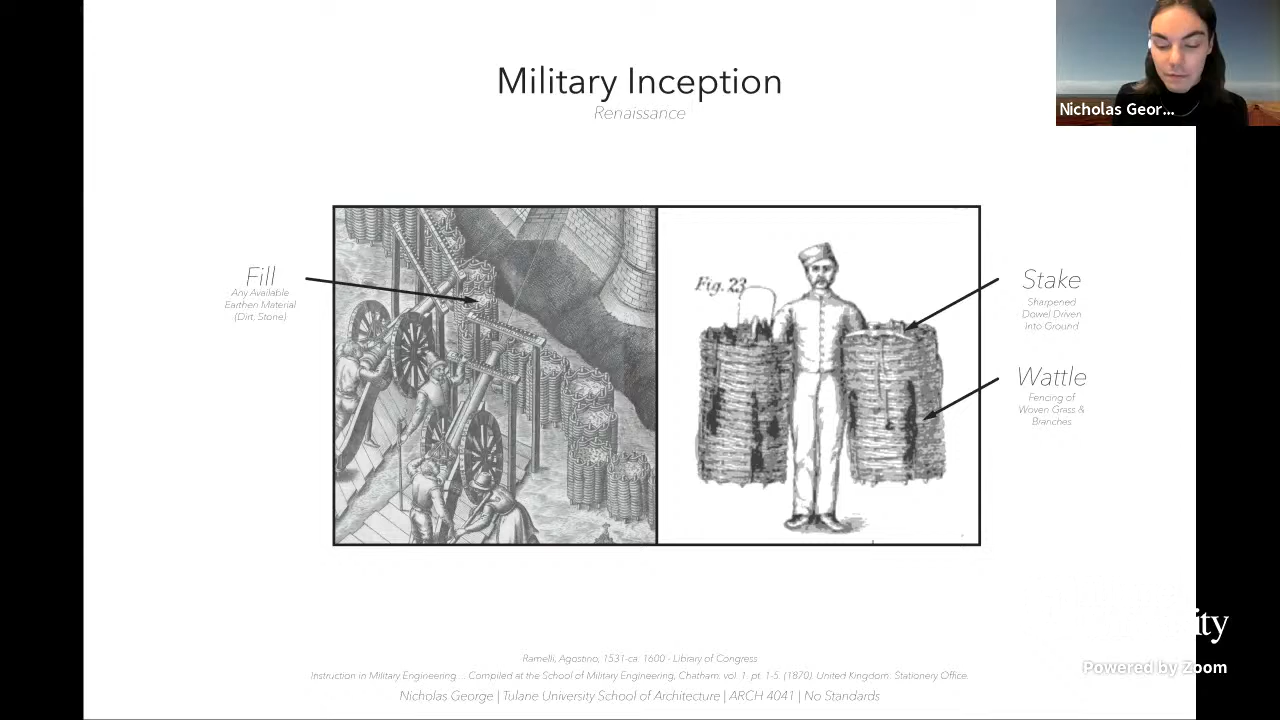 Military Inception
Renaissance
Nicholas Geor...
Fill
Any Available
Earthen Material
(Dirt, Stone)
Fig. 23
Stake
Sharpened
Dowel Driven
Into Ground
Wattle
Fencing of
Woven Grass &
Branches
ity
Powered by Zoom
Ramelli, Agostino, 1531-ca. 1600 - Library of Congress
Instruction in Military Engineering... Compiled at the School of Military Engineering, Chatham. vol. 1. pt. 1-5. (1870). United Kingdom: Stationery Office.
Nicholas George | Tulane University School of Architecture | ARCH 4041 | No Standards